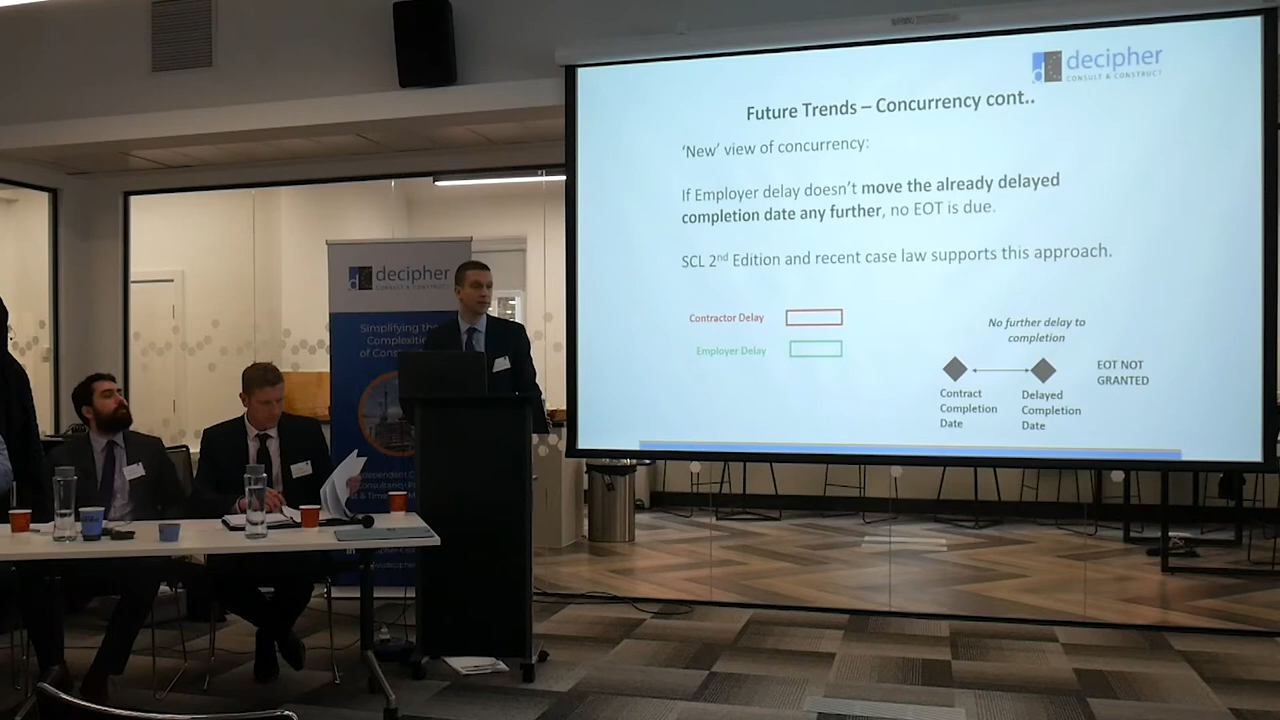 decipher
CONSULT & CONSTRUCT
Future Trends – Concurrency cont..
‘New’ view of concurrency:
If Employer delay doesn’t move the already delayed
completion date any further, no EOT is due.
SCL 2nd Edition and recent case law supports this approach.
Contractor Delay
Employer Delay
No further delay to
completion
Contract
Completion
Date
Delayed
Completion
Date
EOT NOT
GRANTED
decipher
CONSULT & CONSTRUCT
Simplifying the